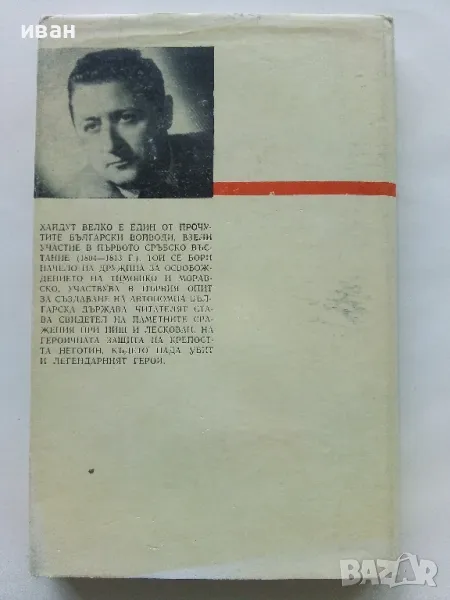 иван
ХАЙДУТ ВЕЛКО Е ЕДИН ОТ ПРОЧУ-
ТИТЕ БЪЛГАРСКИ ВОЙВОДИ, ВЗЕЛИ
УЧАСТИЕ В ПЪРВОТО СРЪБСКО ВЪС-
ТАНИЕ (1804—1813 Г.). ТОЙ СЕ БОРИ
НАЧЕЛО НА ДРУЖИНА ЗА ОСВОБОЖ-
ДЕНИЕТО НА ТИМОШКО И МОРАВ-
СКО, УЧАСТВУВА В ПЪРВИЯ ОПИТ
ЗА СЪЗДАВАНЕ НА АВТОНОМНА БЪЛ-
ГАРСКА ДЪРЖАВА. ЧИТАТЕЛЯТ СТА-
ВА СВИДЕТЕЛ НА ПАМЕТНИТЕ СРА-
ЖЕНИЯ ПРИ НИШ И ЛЕСКОВАЦ, НА
ГЕРОИЧНАТА ЗАЩИТА НА КРЕПОСТ-
ТА НЕГОТИН, КЪДЕТО ПАДА УБИТ
И ЛЕГЕНДАРНИЯТ ГЕРОЙ.
bazar